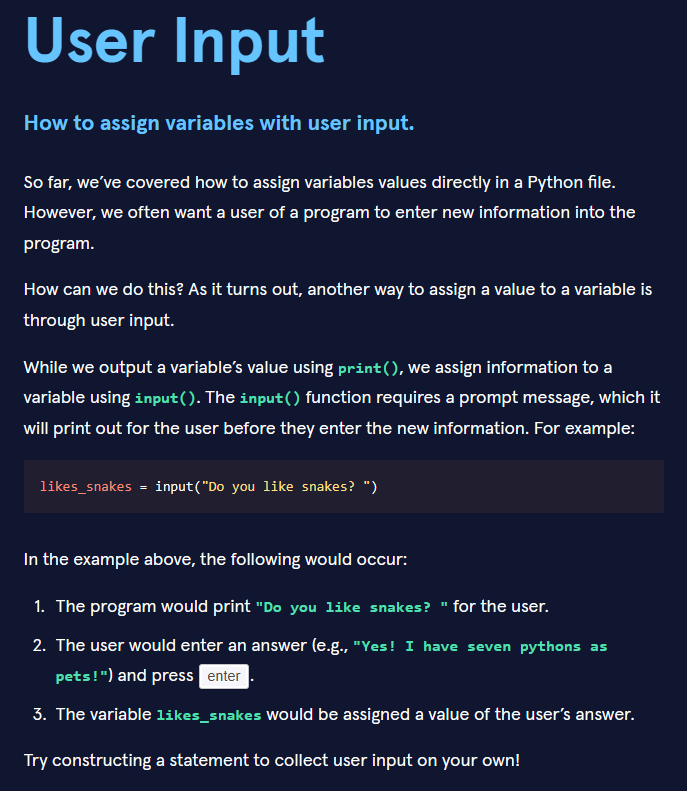 User Input
How to assign variables with user input.
So far, we’ve covered how to assign variables values directly in a Python file.
However, we often want a user of a program to enter new information into the
program.
How can we do this? As it turns out, another way to assign a value to a variable is
through user input.
While we output a variable’s value using print(), we assign information to a
variable using input(). The input() function requires a prompt message, which it
will print out for the user before they enter the new information. For example:
likes_snakes = input("Do you like snakes? ")
In the example above, the following would occur:
1. The program would print "Do you like snakes? " for the user.
2. The user would enter an answer (e.g., "Yes! I have seven pythons as
pets!") and press enter.
3. The variable likes_snakes would be assigned a value of the user’s answer.
Try constructing a statement to collect user input on your own!